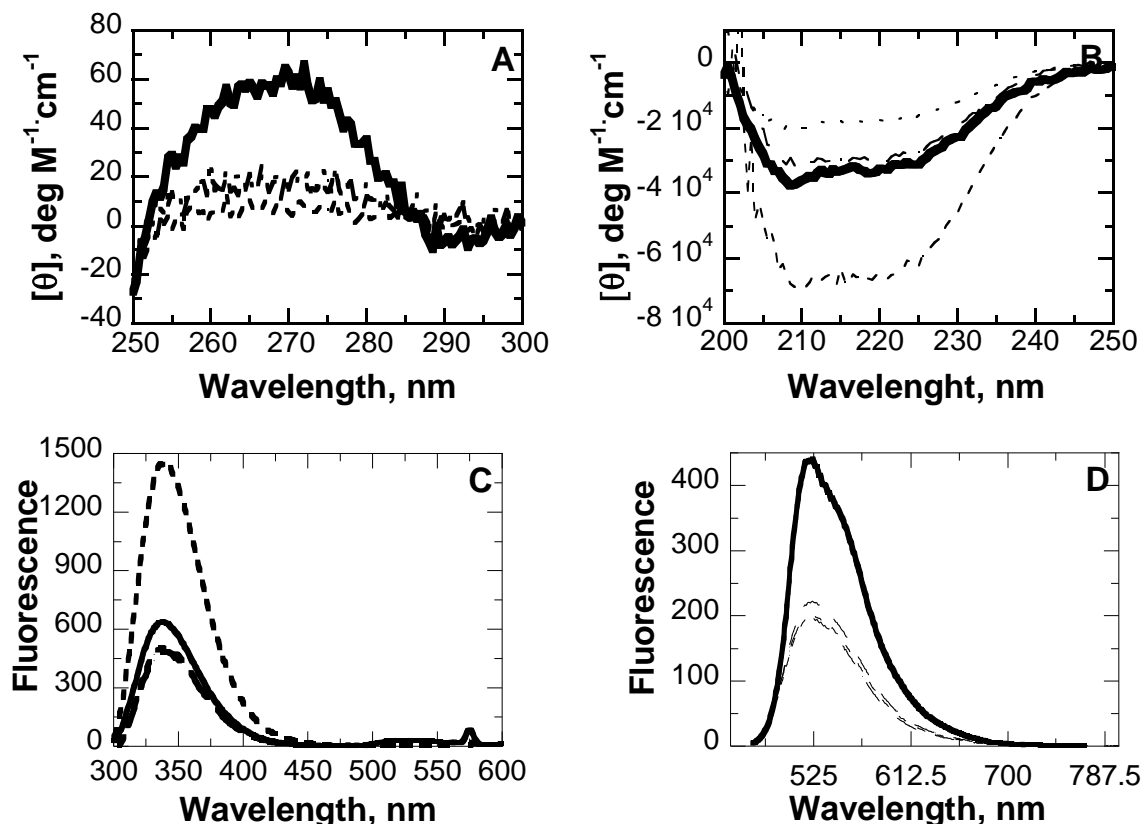 A
80
60
40
20
0
-20
-40
[θ], deg M⁻¹·cm⁻¹
250 260 270 280 290 300
Wavelength, nm
B
0
-2 10⁴
-4 10⁴
-6 10⁴
-8 10⁴
[θ], deg M⁻¹·cm⁻¹
200 210 220 230 240 250
Wavelenght, nm
C
1500
1200
900
600
300
0
Fluorescence
300 350 400 450 500 550 600
Wavelength, nm
D
400
300
200
100
0
Fluorescence
525 612.5 700 787.5
Wavelength, nm